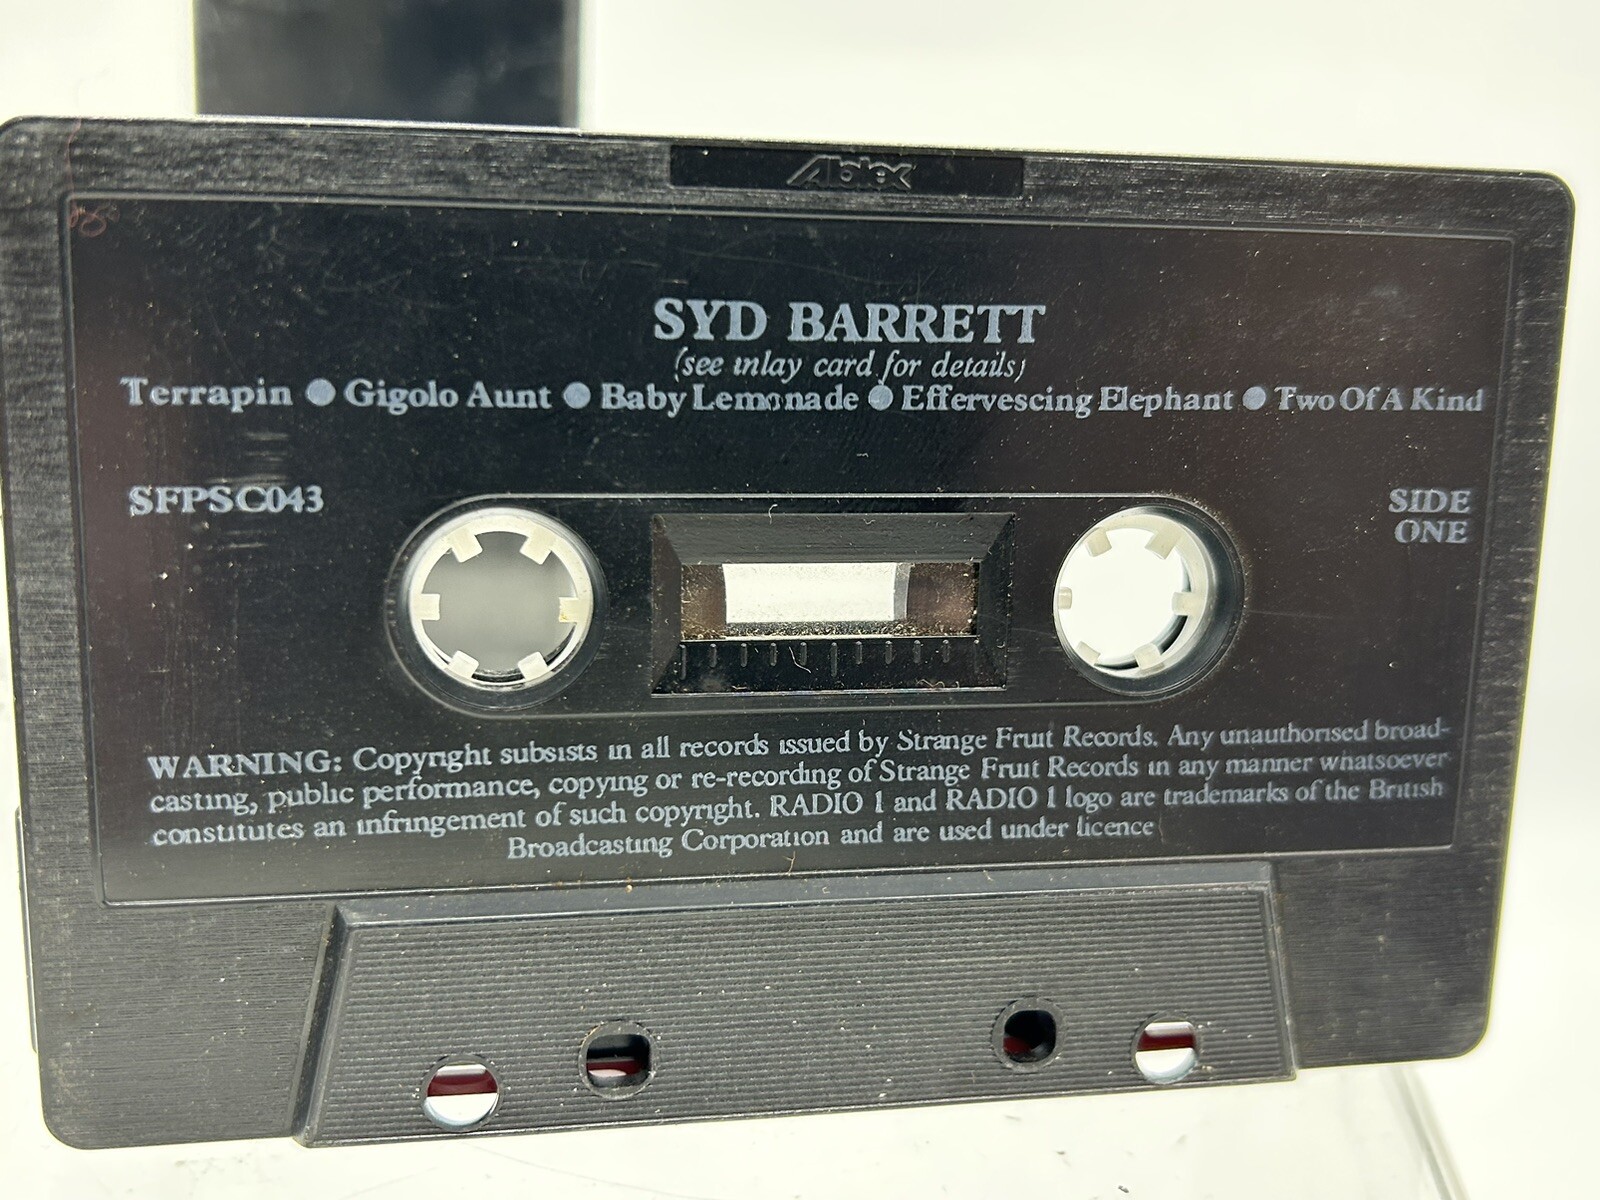 Abtex
SYD BARRETT
(see inlay card for details)
Terrapin ● Gigolo Aunt ● Baby Lemonade ● Effervescing Elephant ● Two Of A Kind
SFPSC043
SIDE
ONE
WARNING: Copyright subsists in all records issued by Strange Fruit Records. Any unauthorised broad-
casting, public performance, copying or re-recording of Strange Fruit Records in any manner whatsoever
constitutes an infringement of such copyright. RADIO 1 and RADIO 1 logo are trademarks of the British
Broadcasting Corporation and are used under licence